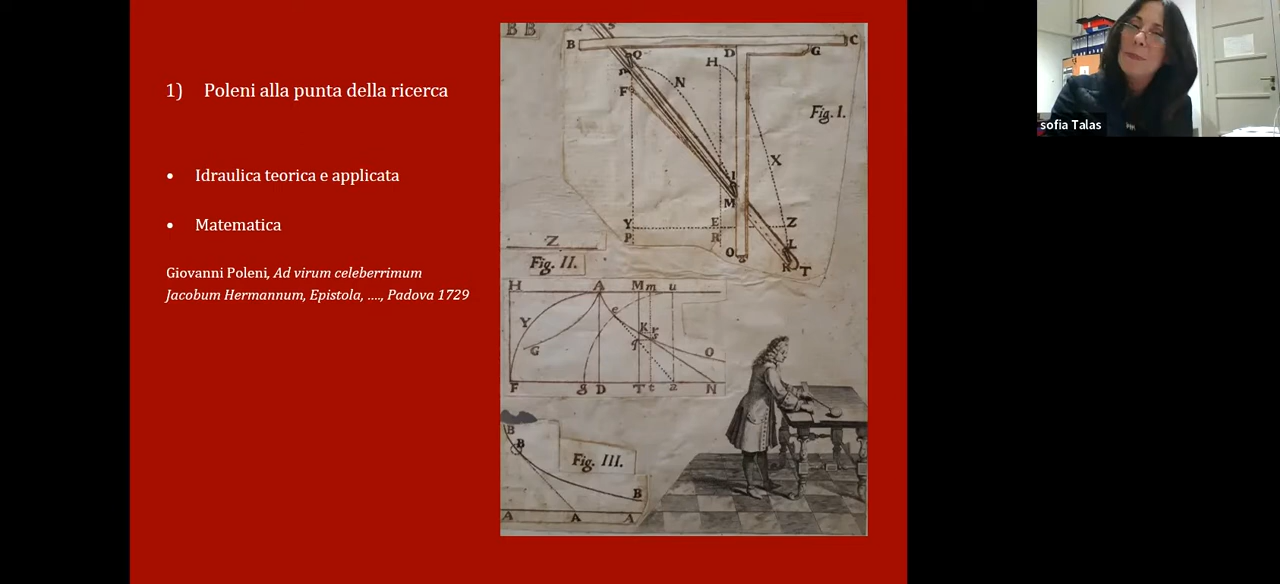 1) Poleni alla punta della ricerca
• Idraulica teorica e applicata
• Matematica
Giovanni Poleni, Ad virum celeberrimum
Jacobum Hermannum, Epistola, ...., Padova 1729
B B
B D G C
Q
H
N
F
Fig. I.
X
I
M
Y E Z
P R L
O K T
Z
Fig. II.
H A M m u
e
Y K r
G q s O
F g D T t N
B
B
Fig. III.
B
A A A
sofia Talas